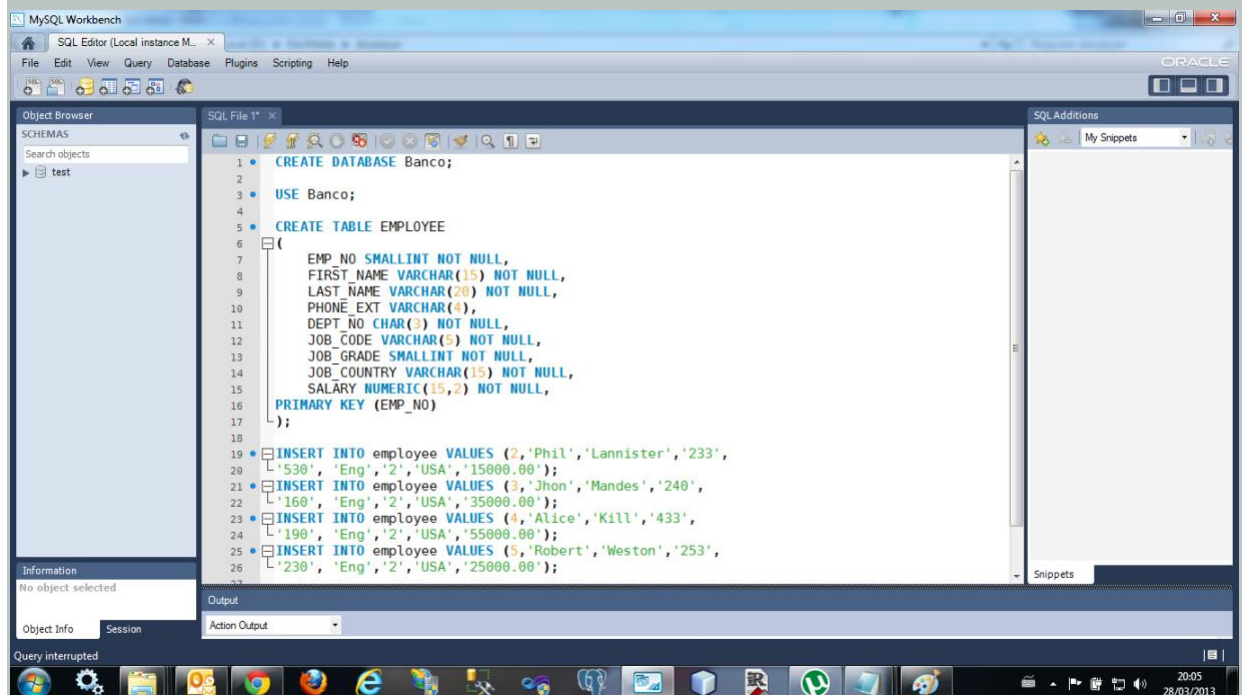 MySQL Workbench
SQL Editor (Local instance M...
File Edit View Query Database Plugins Scripting Help
ORACLE
Object Browser
SCHEMAS
Search objects
test
SQL File 1*
1 CREATE DATABASE Banco;
2
3 USE Banco;
4
5 CREATE TABLE EMPLOYEE
6 (
7 EMP_NO SMALLINT NOT NULL,
8 FIRST_NAME VARCHAR(15) NOT NULL,
9 LAST_NAME VARCHAR(20) NOT NULL,
10 PHONE_EXT VARCHAR(4),
11 DEPT_NO CHAR(3) NOT NULL,
12 JOB_CODE VARCHAR(5) NOT NULL,
13 JOB_GRADE SMALLINT NOT NULL,
14 JOB_COUNTRY VARCHAR(15) NOT NULL,
15 SALARY NUMERIC(15,2) NOT NULL,
16 PRIMARY KEY (EMP_NO)
17 );
18
19 INSERT INTO employee VALUES (2,'Phil','Lannister','233',
20 '530', 'Eng','2','USA','15000.00');
21 INSERT INTO employee VALUES (3,'Jhon','Mandes','240',
22 '160', 'Eng','2','USA','35000.00');
23 INSERT INTO employee VALUES (4,'Alice','Kill','433',
24 '190', 'Eng','2','USA','55000.00');
25 INSERT INTO employee VALUES (5,'Robert','Weston','253',
26 '230', 'Eng','2','USA','25000.00');
27
SQL Additions
My Snippets
Snippets
Information
No object selected
Object Info Session
Output
Action Output
Query interrupted
20:05
28/03/2013